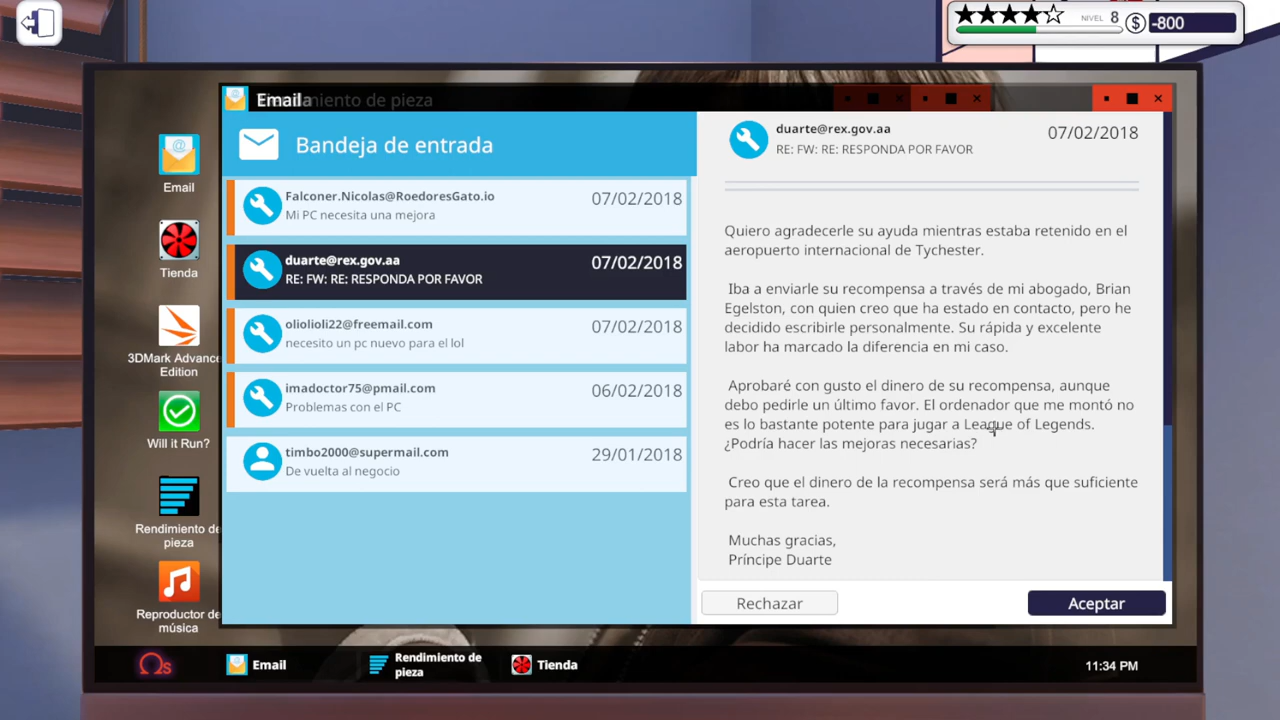 NIVEL 8
-800
Email
Rendimiento de pieza
Bandeja de entrada
Falconer.Nicolas@RoedoresGato.io
07/02/2018
Mi PC necesita una mejora
duarte@rex.gov.aa
07/02/2018
RE: FW: RE: RESPONDA POR FAVOR
oliolioli22@freemail.com
07/02/2018
necesito un pc nuevo para el lol
imadoctor75@pmail.com
06/02/2018
Problemas con el PC
timbo2000@supermail.com
29/01/2018
De vuelta al negocio
duarte@rex.gov.aa
07/02/2018
RE: FW: RE: RESPONDA POR FAVOR
Quiero agradecerle su ayuda mientras estaba retenido en el
aeropuerto internacional de Tychester.
Iba a enviarle su recompensa a través de mi abogado, Brian
Egelston, con quien creo que ha estado en contacto, pero he
decidido escribirle personalmente. Su rápida y excelente
labor ha marcado la diferencia en mi caso.
Aprobaré con gusto el dinero de su recompensa, aunque
debo pedirle un último favor. El ordenador que me montó no
es lo bastante potente para jugar a League of Legends.
¿Podría hacer las mejoras necesarias?
Creo que el dinero de la recompensa será más que suficiente
para esta tarea.
Muchas gracias,
Príncipe Duarte
Rechazar
Aceptar
Email
Tienda
3DMark Advance
Edition
Will it Run?
Rendimiento de
pieza
Reproductor de
música
Ωs
Email
Rendimiento de
pieza
Tienda
11:34 PM